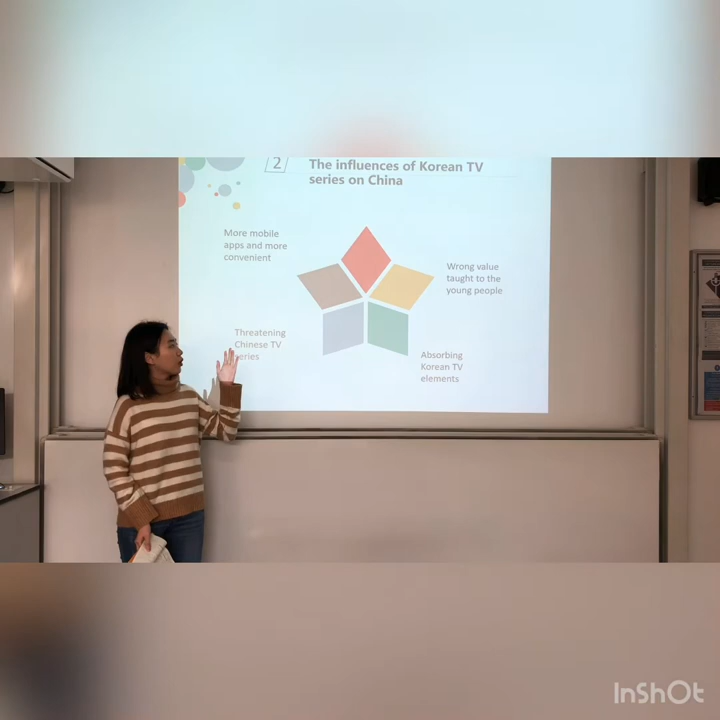 2
The influences of Korean TV
series on China
More mobile
apps and more
convenient
Wrong value
taught to the
young people
Threatening
Chinese TV
series
Absorbing
Korean TV
elements
InShOt